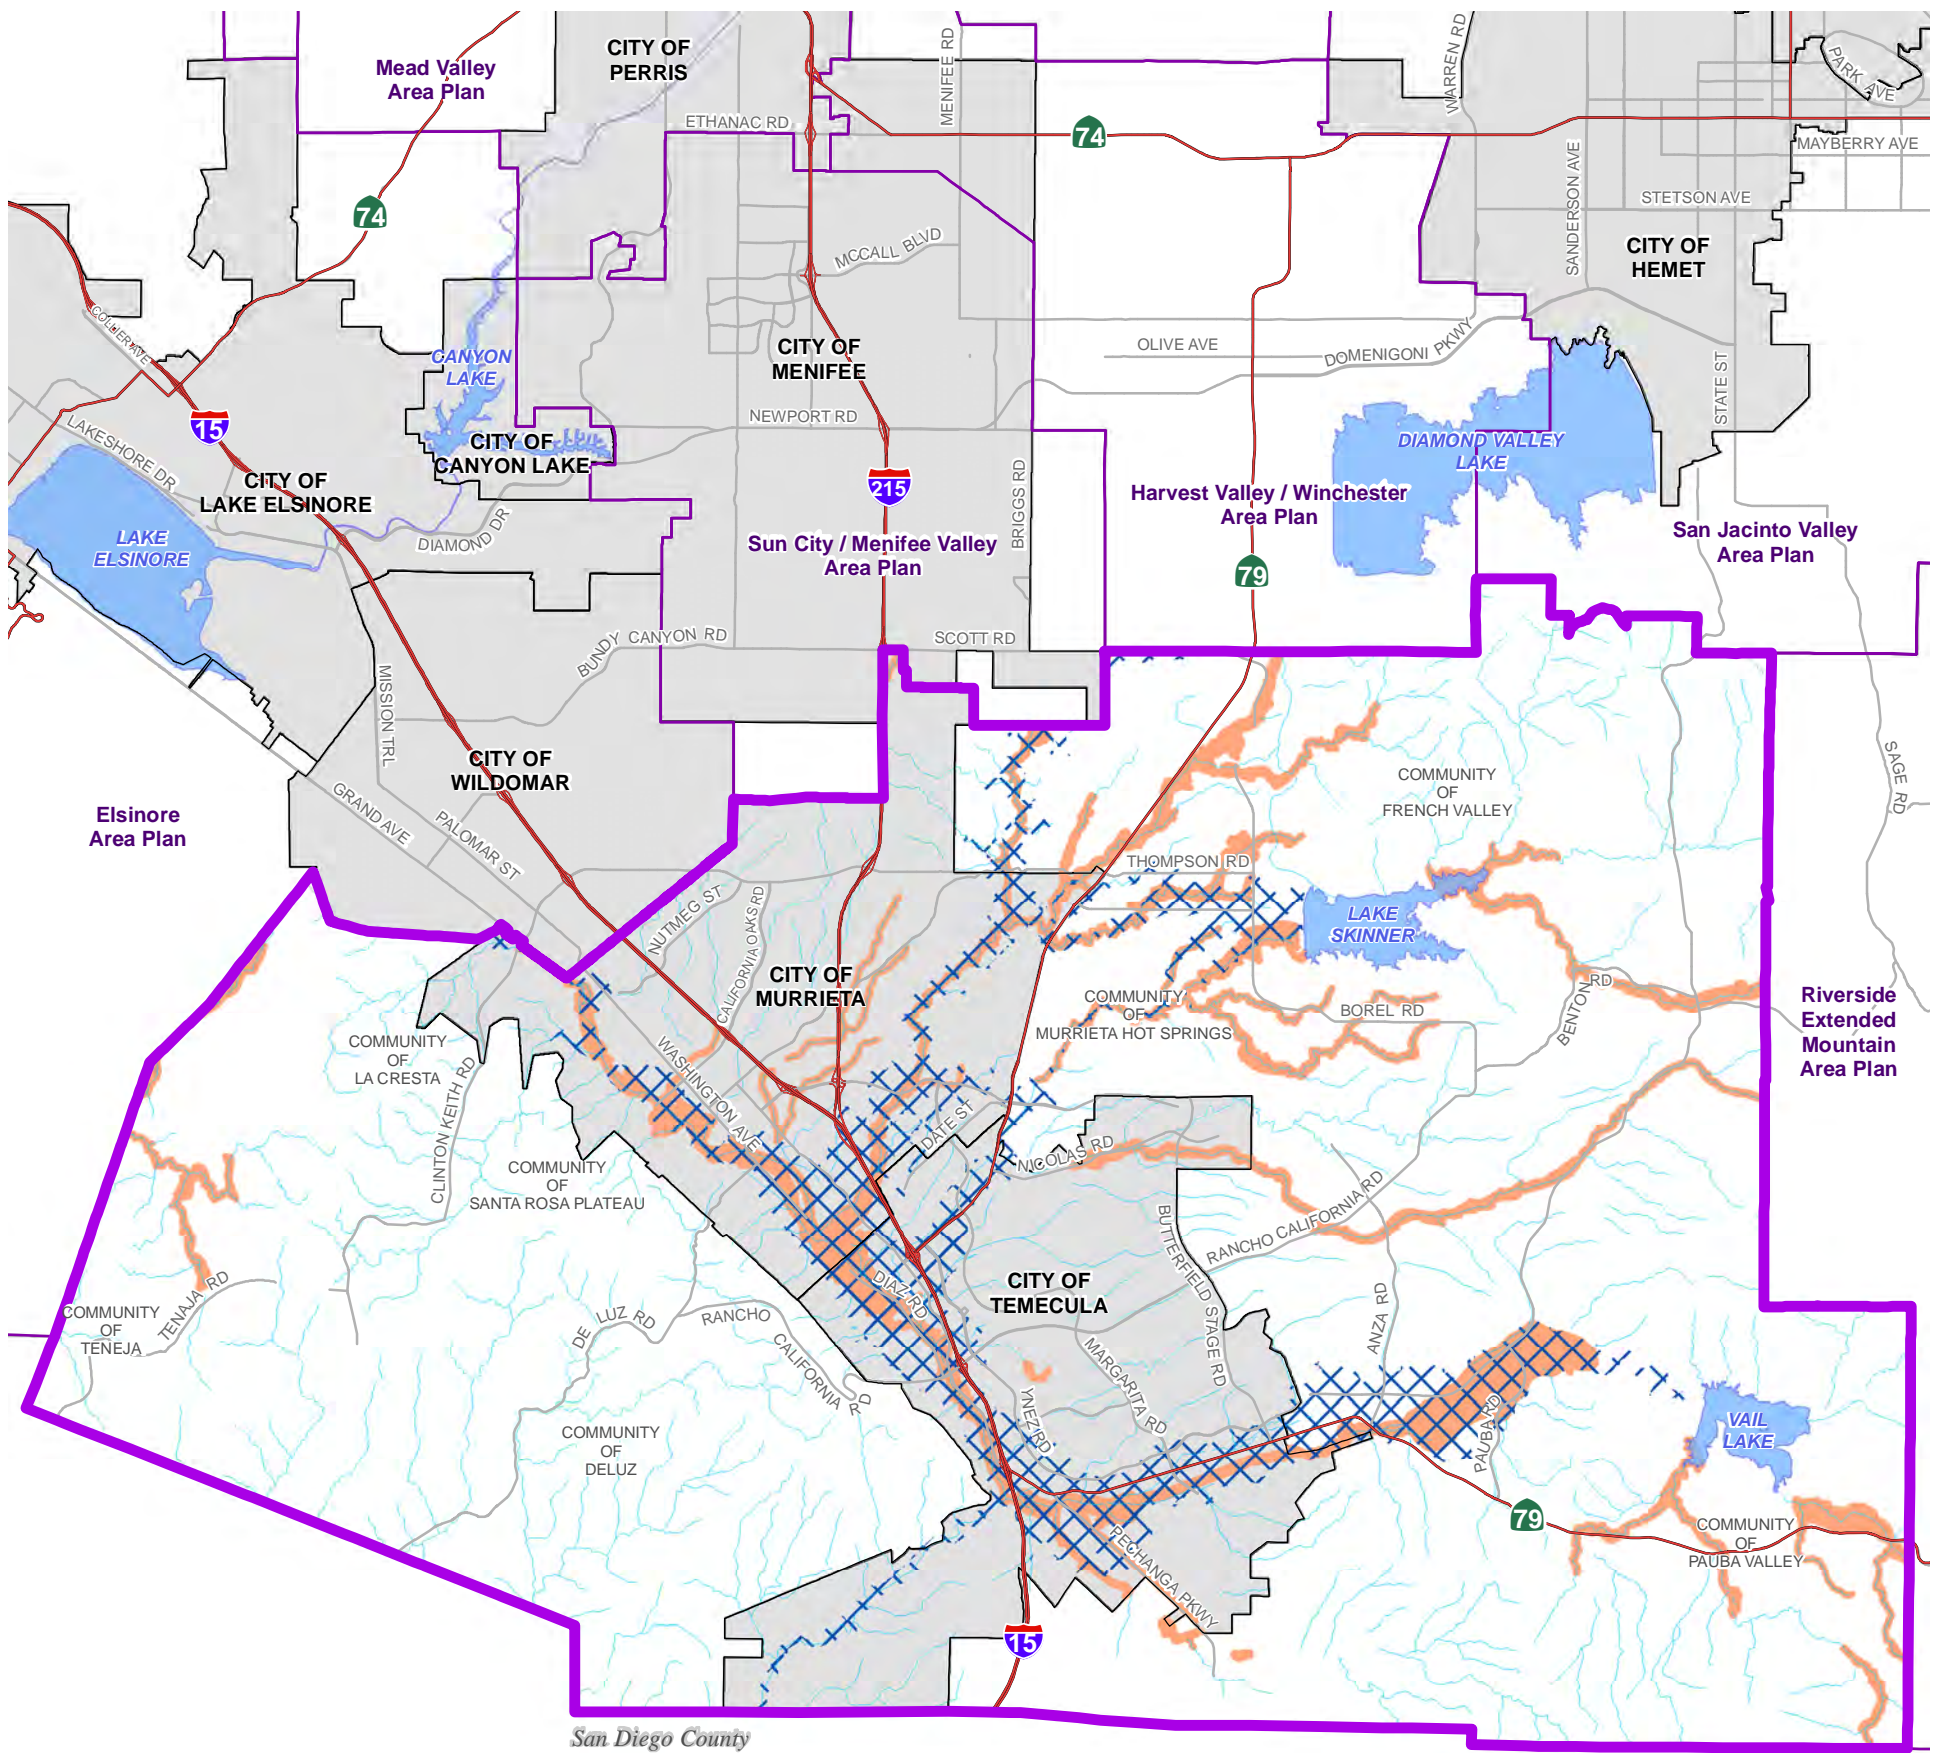 CITY OF
PERRIS
Mead Valley
Area Plan
MENIFEE RD
WARREN RD
PARK AVE
ETHANAC RD
74
MAYBERRY AVE
74
SANDERSON AVE
STETSON AVE
MCCALL BLVD
CITY OF
HEMET
COLLIER AVE
CANYON
LAKE
CITY OF
MENIFEE
OLIVE AVE
DOMENIGONI PKWY
STATE ST
NEWPORT RD
15
LAKESHORE DR
CITY OF
CANYON LAKE
DIAMOND VALLEY
LAKE
CITY OF
LAKE ELSINORE
215
BRIGGS RD
Harvest Valley / Winchester
Area Plan
San Jacinto Valley
Area Plan
LAKE
ELSINORE
DIAMOND DR
Sun City / Menifee Valley
Area Plan
79
BUNDY CANYON RD
SCOTT RD
MISSION TRL
CITY OF
WILDOMAR
COMMUNITY
OF
FRENCH VALLEY
SAGE RD
Elsinore
Area Plan
GRAND AVE
PALOMAR ST
THOMPSON RD
NUTMEG ST
CALIFORNIA OAKS RD
LAKE
SKINNER
CITY OF
MURRIETA
COMMUNITY
OF
MURRIETA HOT SPRINGS
BOREL RD
BENTON RD
Riverside
Extended
Mountain
Area Plan
COMMUNITY
OF
LA CRESTA
CLINTON KEITH RD
WASHINGTON AVE
DATE ST
NICOLAS RD
COMMUNITY
OF
SANTA ROSA PLATEAU
RANCHO CALIFORNIA RD
BUTTERFIELD STAGE RD
COMMUNITY
OF
TENEJA
TENAJA RD
DE LUZ RD
RANCHO CALIFORNIA RD
DIAZ RD
CITY OF
TEMECULA
ANZA RD
MARGARITA RD
YNEZ RD
COMMUNITY
OF
DELUZ
PAUBA RD
VAIL
LAKE
79
PECHANGA PKWY
COMMUNITY
OF
PAUBA VALLEY
15
San Diego County